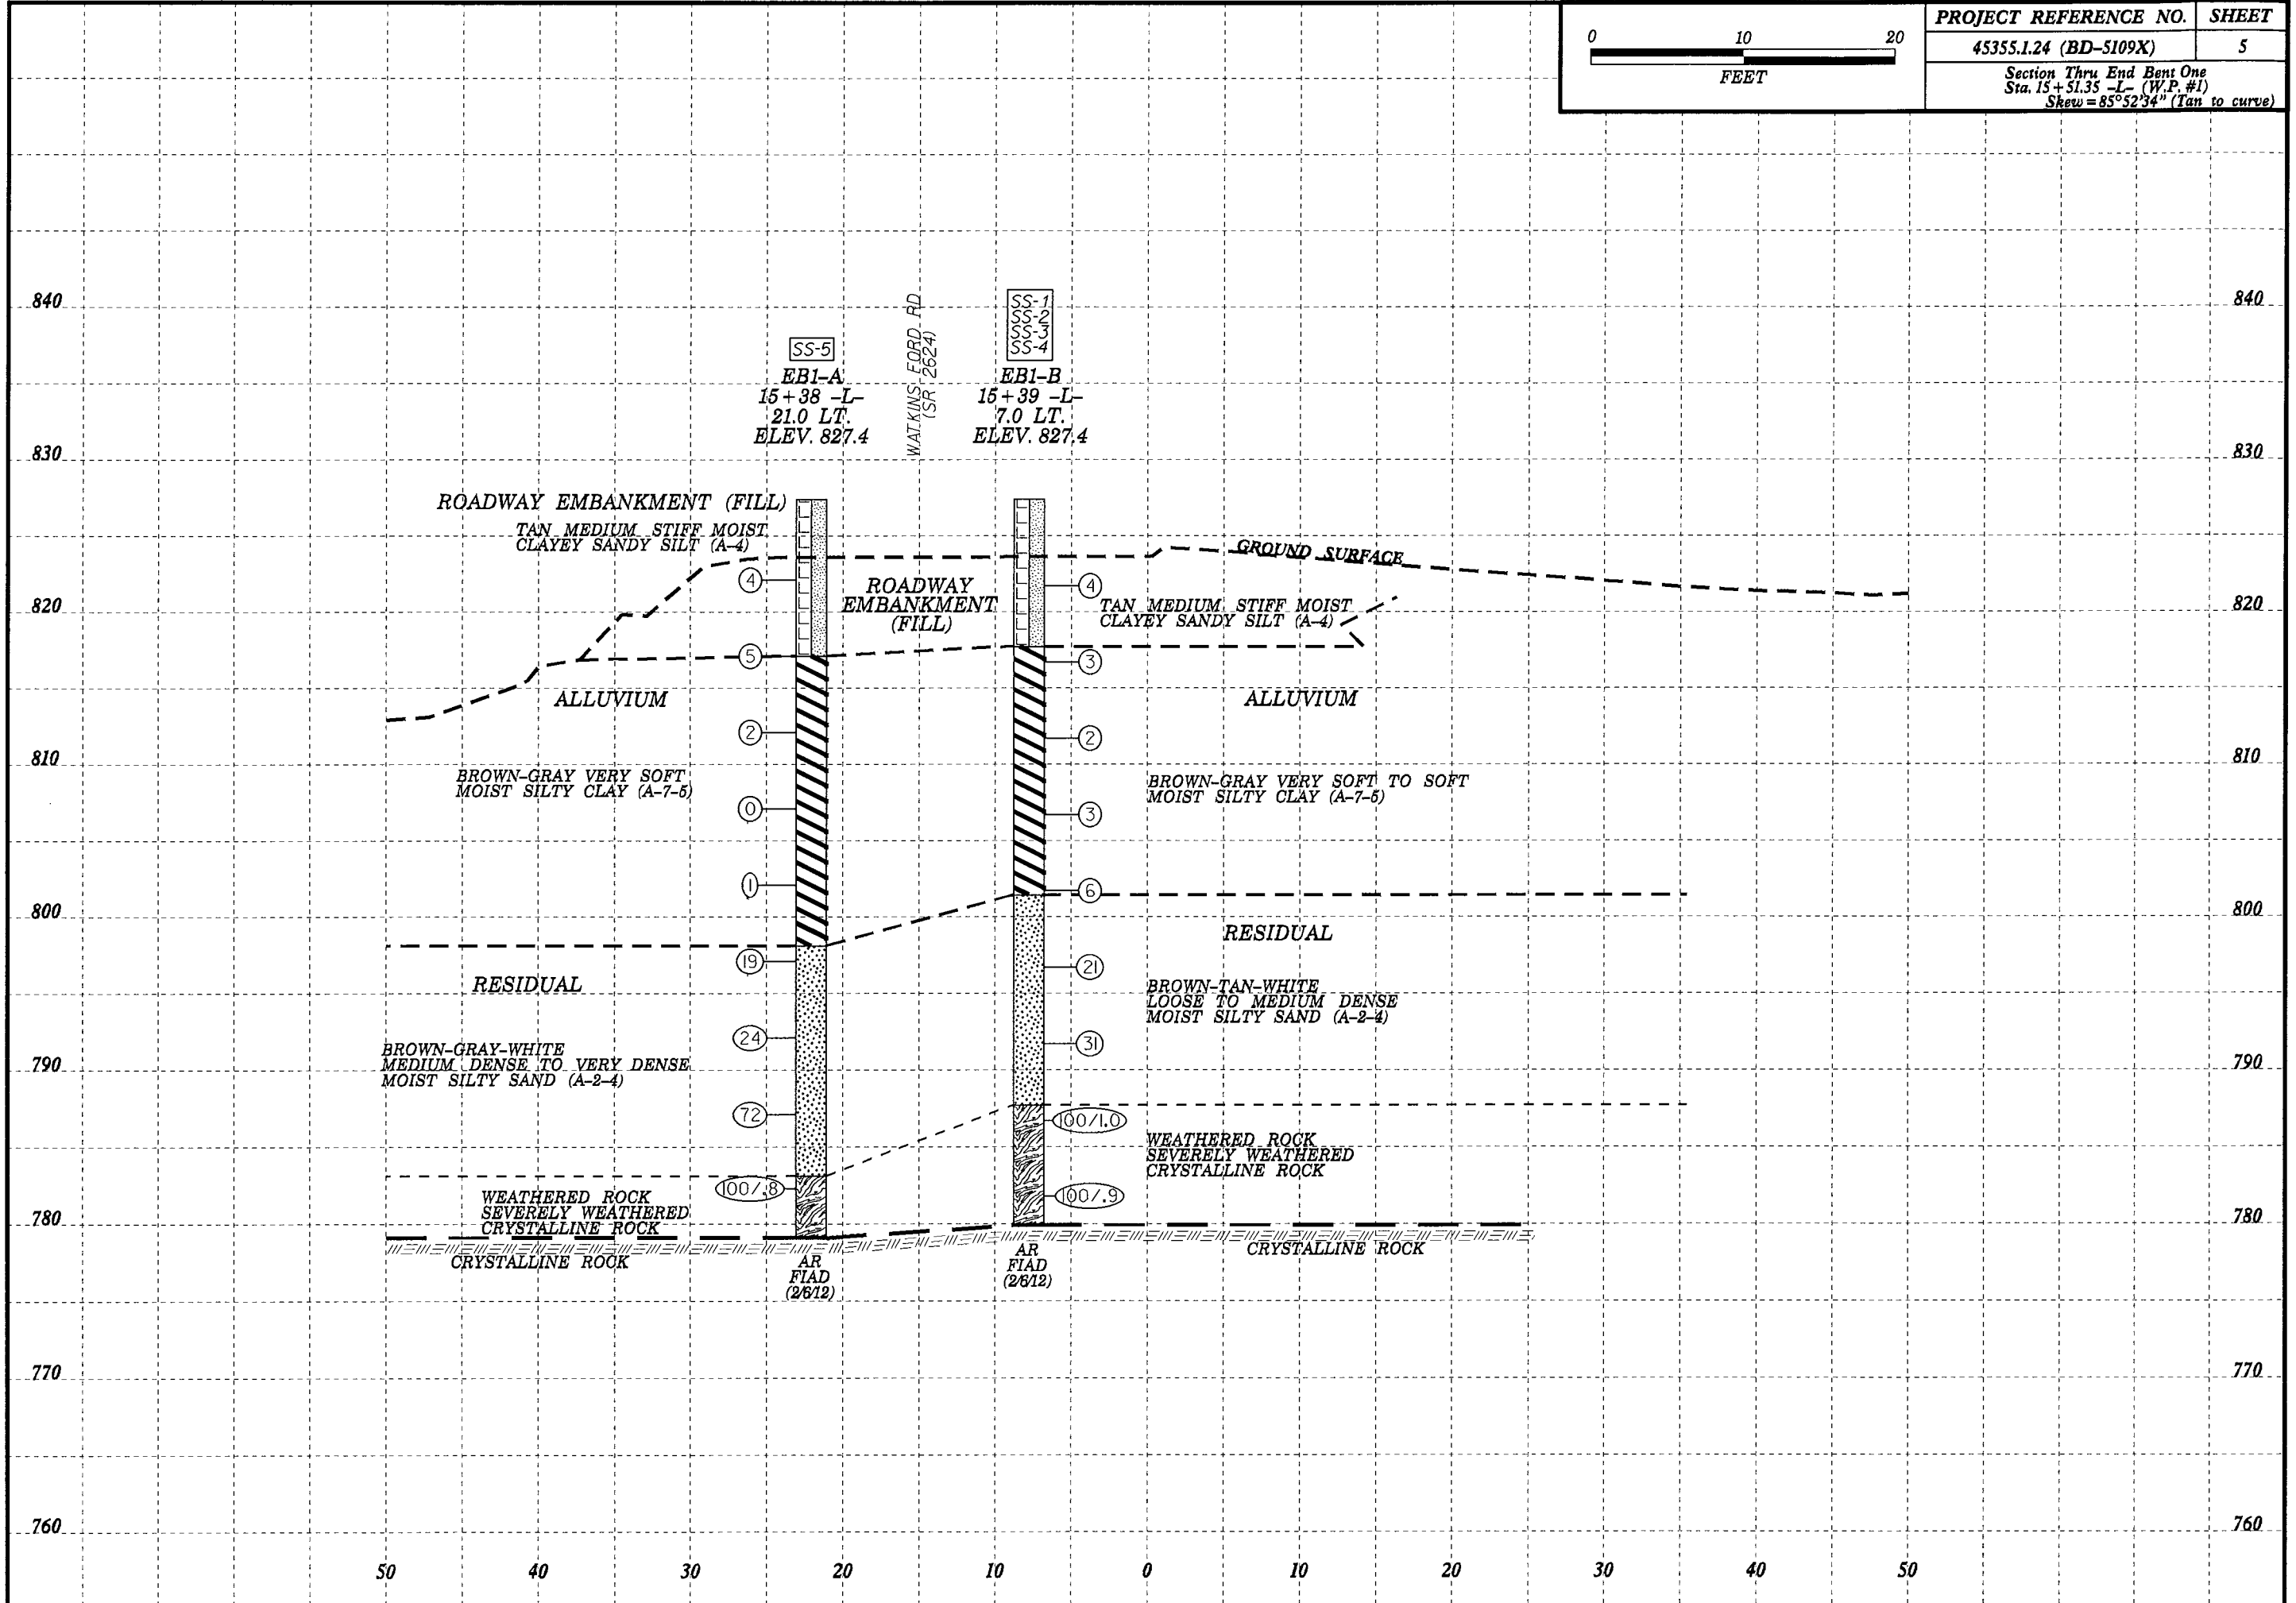 0 10 20
FEET
PROJECT REFERENCE NO. SHEET
45355.1.24 (BD-5109X) 5
Section Thru End Bent One
Sta. 15+51.35 -L- (W.P. #1)
Skew=85°52'34" (Tan to curve)
840 840
SS-5
EB1-A
15+38 -L-
21.0 LT.
ELEV. 827.4
WATKINS FORD RD
(SR 2624)
SS-1
SS-2
SS-3
SS-4
EB1-B
15+39 -L-
7.0 LT.
ELEV. 827.4
830 830
ROADWAY EMBANKMENT (FILL)
TAN MEDIUM STIFF MOIST
CLAYEY SANDY SILT (A-4)
GROUND SURFACE
4
ROADWAY
EMBANKMENT
(FILL)
4
TAN MEDIUM STIFF MOIST
CLAYEY SANDY SILT (A-4)
820 820
5
3
ALLUVIUM
ALLUVIUM
2
2
810 810
BROWN-GRAY VERY SOFT
MOIST SILTY CLAY (A-7-5)
BROWN-GRAY VERY SOFT TO SOFT
MOIST SILTY CLAY (A-7-5)
0
3
1
6
800 800
RESIDUAL
19
21
RESIDUAL
BROWN-TAN-WHITE
LOOSE TO MEDIUM DENSE
MOIST SILTY SAND (A-2-4)
24
31
BROWN-GRAY-WHITE
MEDIUM DENSE TO VERY DENSE
MOIST SILTY SAND (A-2-4)
790 790
72
100/1.0
WEATHERED ROCK
SEVERELY WEATHERED
CRYSTALLINE ROCK
100/.8
100/.9
WEATHERED ROCK
SEVERELY WEATHERED
CRYSTALLINE ROCK
780 780
CRYSTALLINE ROCK
AR
FIAD
(2/6/12)
AR
FIAD
(2/6/12)
CRYSTALLINE ROCK
770 770
760 760
50 40 30 20 10 0 10 20 30 40 50